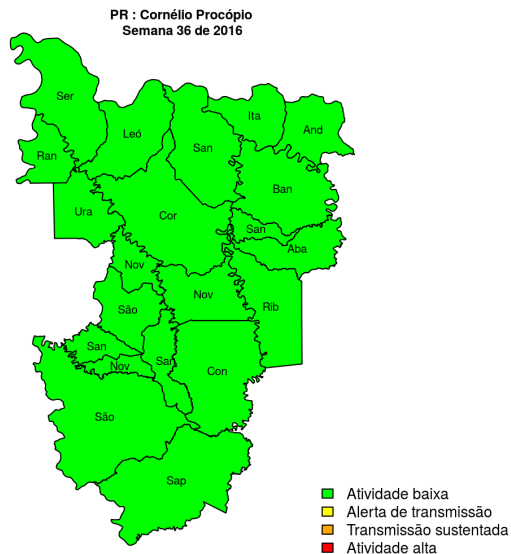 PR : Cornélio Procópio
Semana 36 de 2016
Ser
Ita
And
Leó
San
Ran
Ban
Ura
Cor
San
Aba
Nov
Nov
Rib
São
San
San
Nov
Con
São
Sap
Atividade baixa
Alerta de transmissão
Transmissão sustentada
Atividade alta